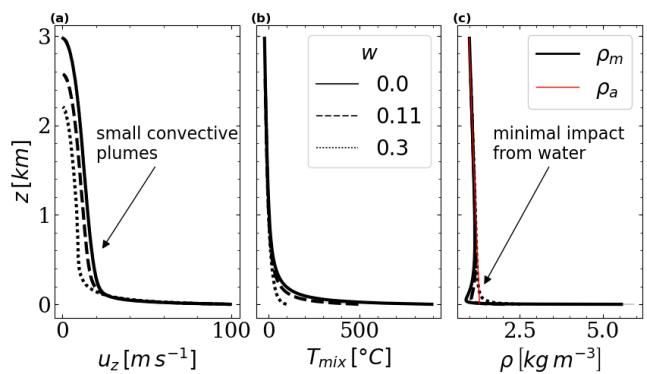 (a)
(b)
(c)
3
2
1
0
z [km]
small convective
plumes
0
100
u_z [m s⁻¹]
w
0.0
0.11
0.3
0
500
T_mix [°C]
ρ_m
ρ_a
minimal impact
from water
2.5
5.0
ρ [kg m⁻³]